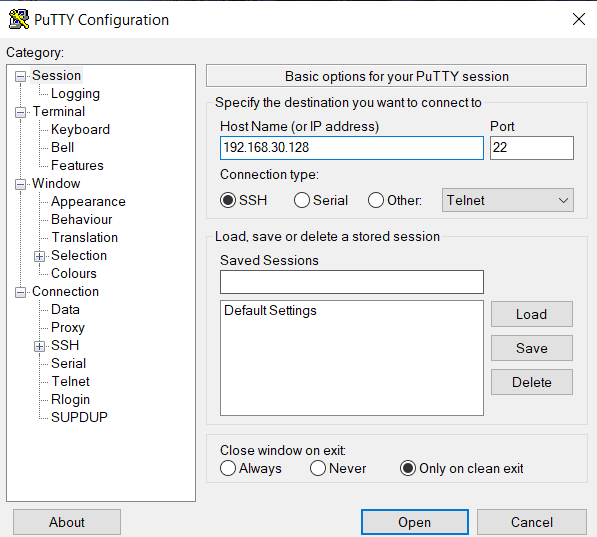 PuTTY Configuration
Category:
Session
Logging
Terminal
Keyboard
Bell
Features
Window
Appearance
Behaviour
Translation
Selection
Colours
Connection
Data
Proxy
SSH
Serial
Telnet
Rlogin
SUPDUP
Basic options for your PuTTY session
Specify the destination you want to connect to
Host Name (or IP address) Port
192.168.30.128 22
Connection type:
SSH Serial Other: Telnet
Load, save or delete a stored session
Saved Sessions
Default Settings
Load
Save
Delete
Close window on exit:
Always Never Only on clean exit
About Open Cancel